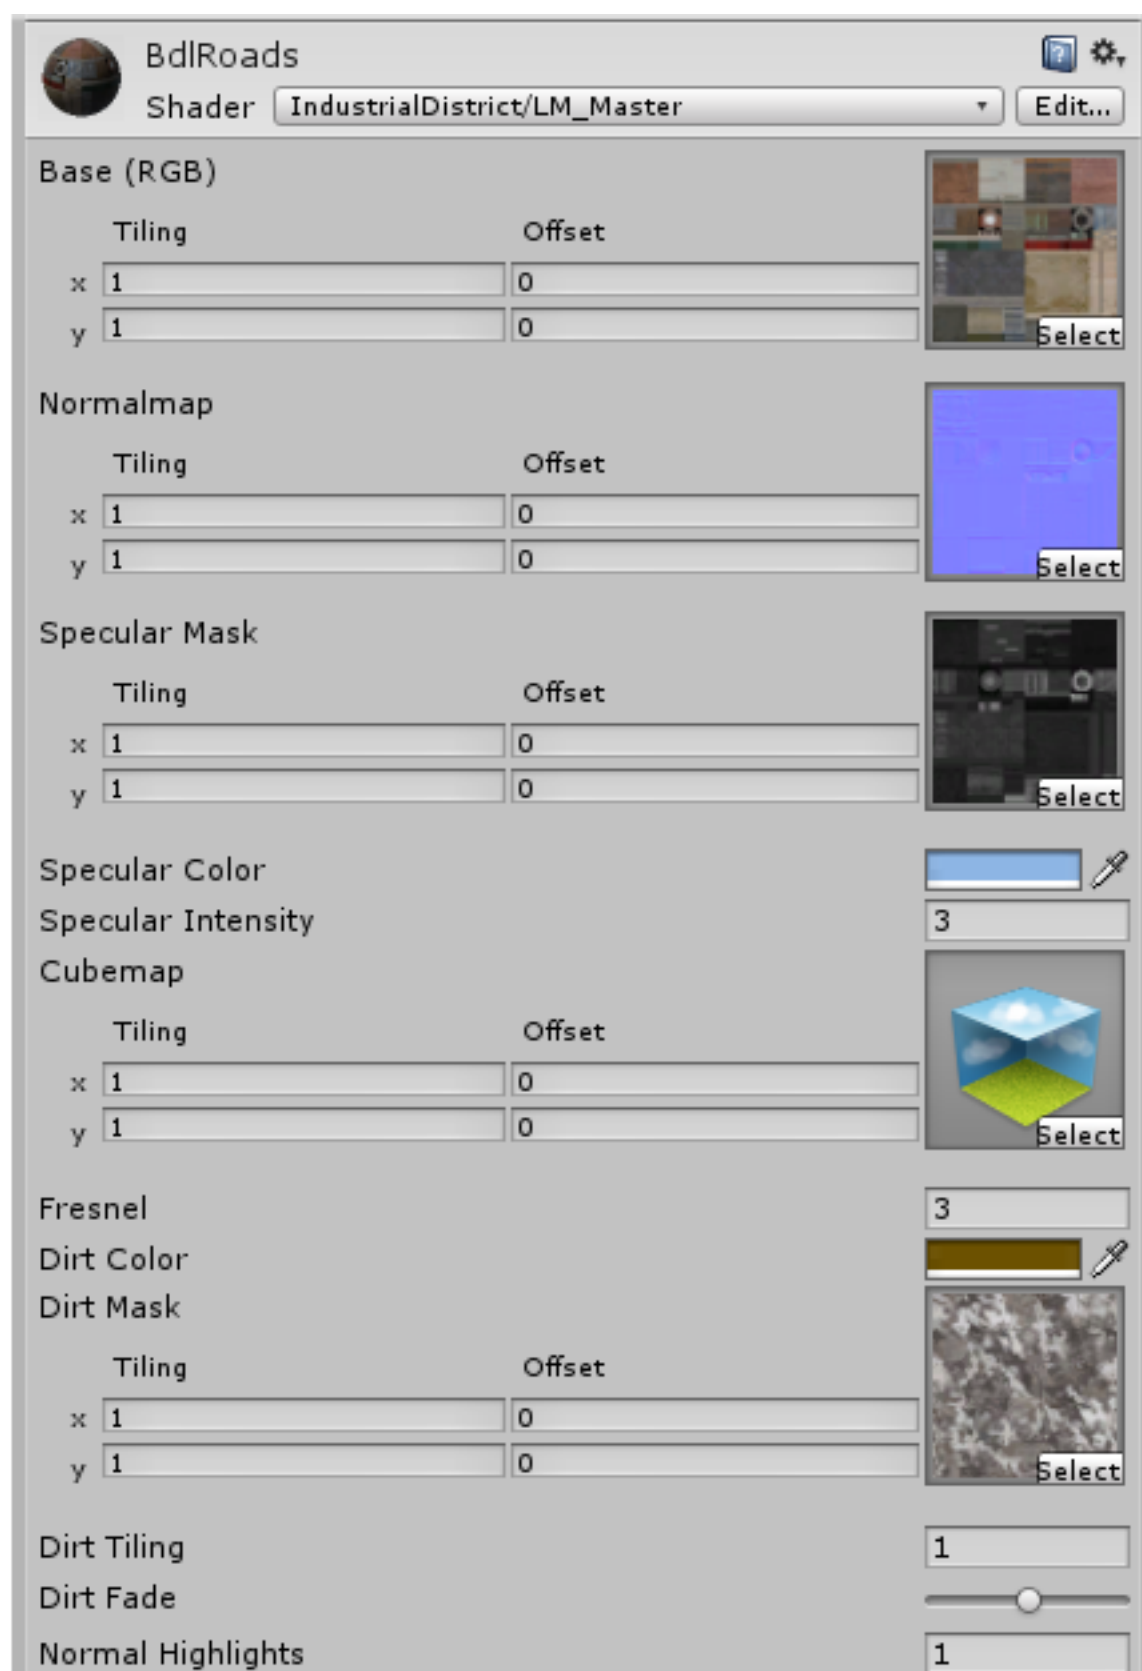 BdlRoads
Shader IndustrialDistrict/LM_Master Edit...
Base (RGB)
Tiling Offset
x 1 0
y 1 0
Select
Normalmap
Tiling Offset
x 1 0
y 1 0
Select
Specular Mask
Tiling Offset
x 1 0
y 1 0
Select
Specular Color
Specular Intensity 3
Cubemap
Tiling Offset
x 1 0
y 1 0
Select
Fresnel 3
Dirt Color
Dirt Mask
Tiling Offset
x 1 0
y 1 0
Select
Dirt Tiling 1
Dirt Fade
Normal Highlights 1